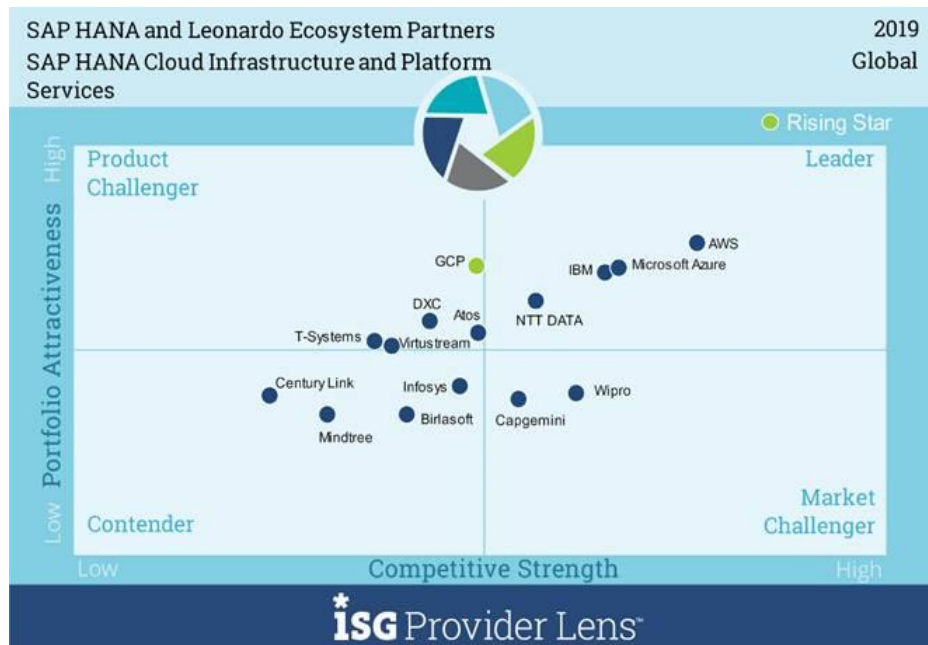 SAP HANA and Leonardo Ecosystem Partners
2019
SAP HANA Cloud Infrastructure and Platform
Global
Services
Rising Star
High
Product
Challenger
Leader
Portfolio Attractiveness
AWS
GCP
IBM
Microsoft Azure
DXC
Atos
NTT DATA
T-Systems
Virtustream
Century Link
Infosys
Wipro
Birlasoft
Capgemini
Mindtree
Low
Contender
Market
Challenger
Low
Competitive Strength
High
*ISG Provider Lens™